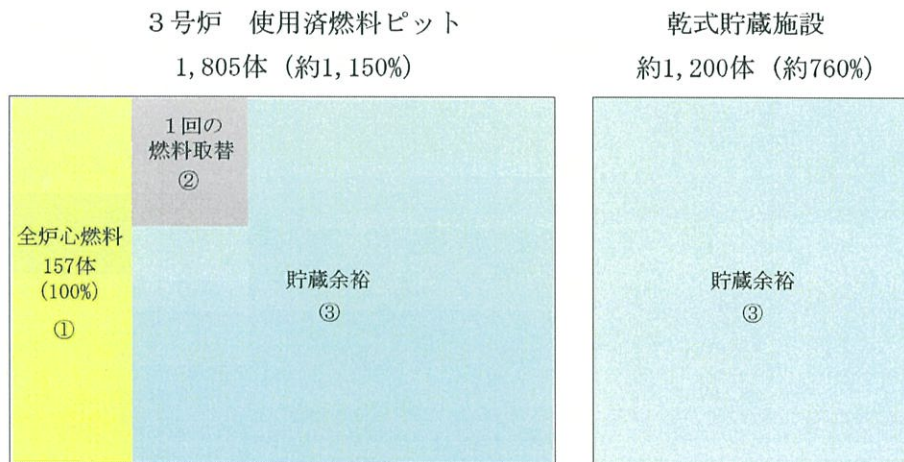 ３号炉　使用済燃料ピット
1,805体（約1,150%）
乾式貯蔵施設
約1,200体（約760%）
１回の
燃料取替
②
全炉心燃料
157体
(100%)
①
貯蔵余裕
③
貯蔵余裕
③